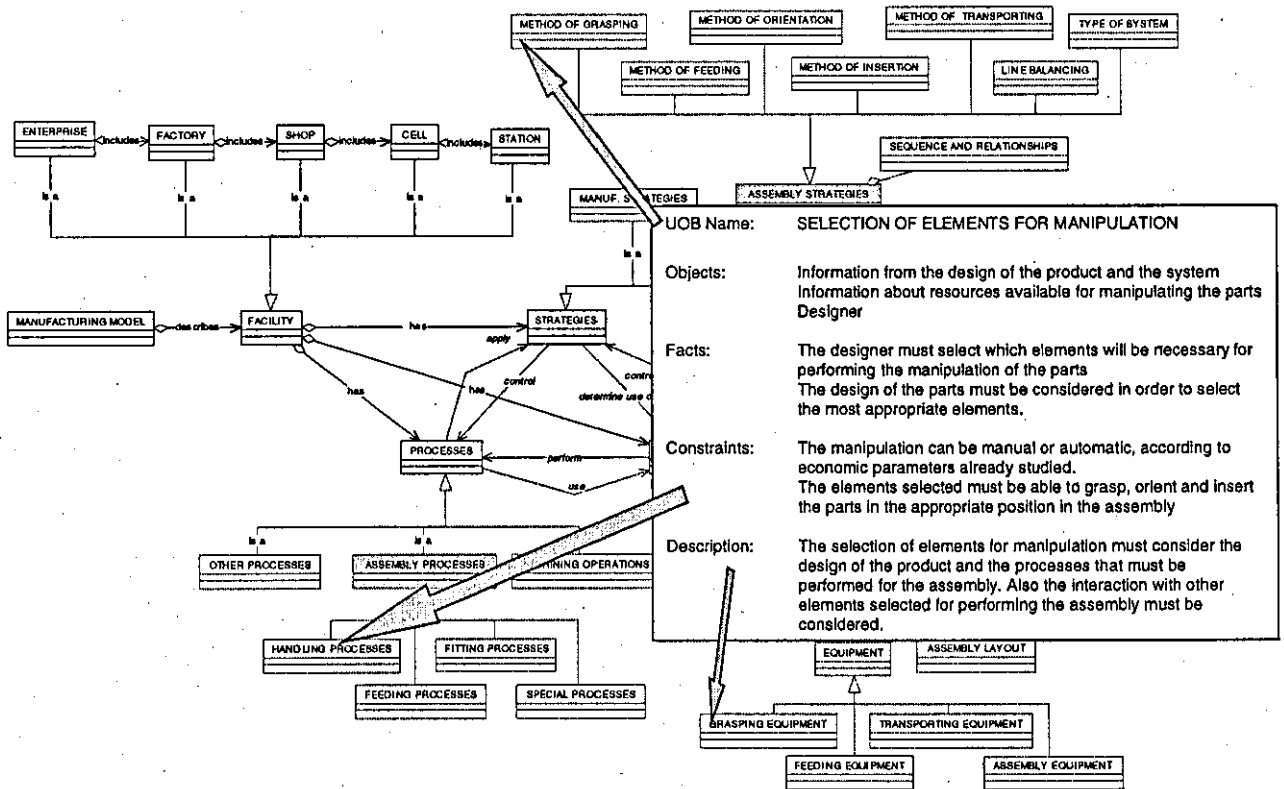 METHOD OF GRASPING
METHOD OF ORIENTATION
METHOD OF TRANSPORTING
TYPE OF SYSTEM
METHOD OF FEEDING
METHOD OF INSERTION
LINE BALANCING
ENTERPRISE
includes
FACTORY
includes
SHOP
includes
CELL
includes
STATION
SEQUENCE AND RELATIONSHIPS
is a
is a
is a
is a
is a
MANUF. STRATEGIES
ASSEMBLY STRATEGIES
is a
UOB Name: SELECTION OF ELEMENTS FOR MANIPULATION
Objects: Information from the design of the product and the system
Information about resources available for manipulating the parts
Designer
Facts: The designer must select which elements will be necessary for
performing the manipulation of the parts
The design of the parts must be considered in order to select
the most appropriate elements.
Constraints: The manipulation can be manual or automatic, according to
economic parameters already studied.
The elements selected must be able to grasp, orient and insert
the parts in the appropriate position in the assembly
Description: The selection of elements for manipulation must consider the
design of the product and the processes that must be
performed for the assembly. Also the interaction with other
elements selected for performing the assembly must be
considered.
MANUFACTURING MODEL
describes
FACILITY
has
STRATEGIES
apply
has
has
control
contro
determine use o
PROCESSES
perform
use
is a
is a
OTHER PROCESSES
ASSEMBLY PROCESSES
INING OPERATIONS
HANDLING PROCESSES
FITTING PROCESSES
FEEDING PROCESSES
SPECIAL PROCESSES
EQUIPMENT
ASSEMBLY LAYOUT
GRASPING EQUIPMENT
TRANSPORTING EQUIPMENT
FEEDING EQUIPMENT
ASSEMBLY EQUIPMENT